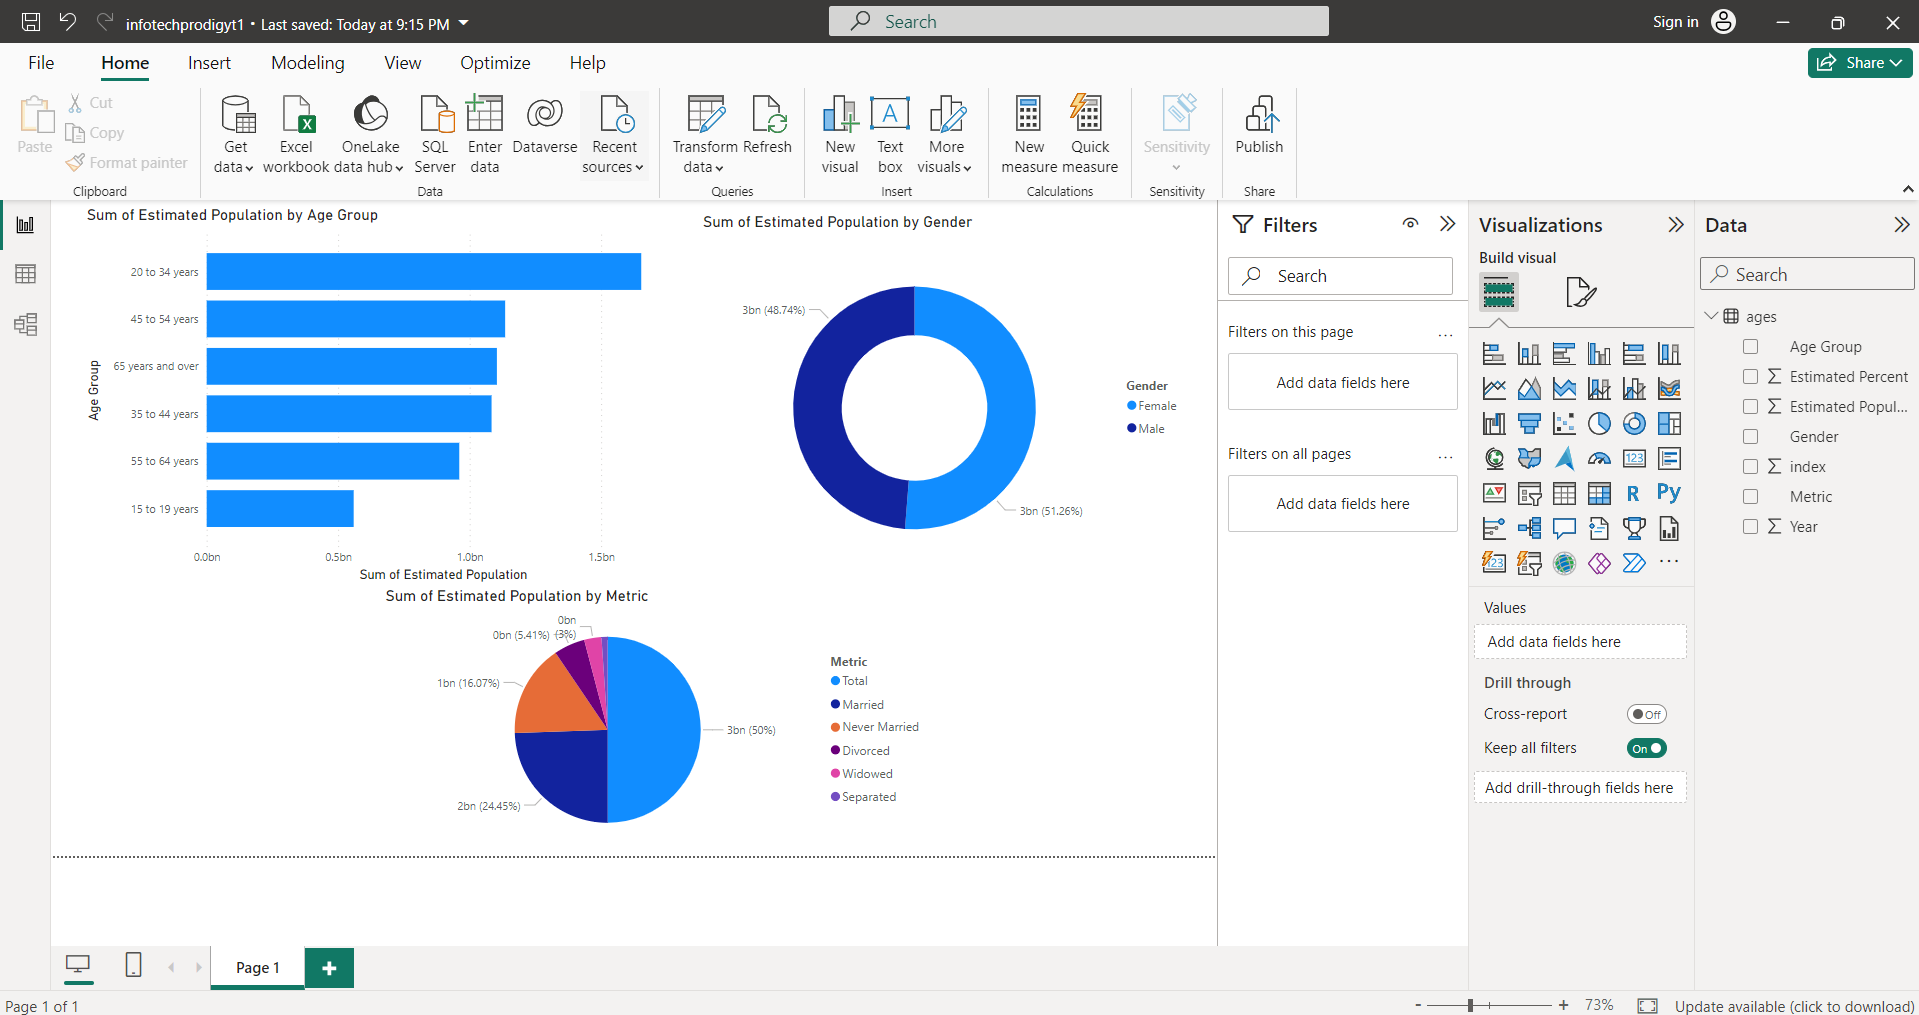 infotechprodigyt1 • Last saved: Today at 9:15 PM
Search
Sign in
File
Home
Insert
Modeling
View
Optimize
Help
Share
Paste
Cut
Copy
Format painter
Clipboard
Get data
Excel workbook
OneLake data hub
SQL Server
Enter data
Dataverse
Recent sources
Data
Transform data
Refresh
Queries
New visual
Text box
More visuals
Insert
New measure
Quick measure
Calculations
Sensitivity
Sensitivity
Publish
Share
Sum of Estimated Population by Age Group
Age Group
20 to 34 years
45 to 54 years
65 years and over
35 to 44 years
55 to 64 years
15 to 19 years
0.0bn
0.5bn
1.0bn
1.5bn
Sum of Estimated Population
Sum of Estimated Population by Gender
3bn (48.74%)
3bn (51.26%)
Gender
Female
Male
Sum of Estimated Population by Metric
0bn
(3%)
0bn (5.41%)
1bn (16.07%)
2bn (24.45%)
3bn (50%)
Metric
Total
Married
Never Married
Divorced
Widowed
Separated
Filters
Search
Filters on this page
...
Add data fields here
Filters on all pages
...
Add data fields here
Visualizations
Build visual
123
R
Py
123
...
Values
Add data fields here
Drill through
Cross-report
Off
Keep all filters
On
Add drill-through fields here
Data
Search
ages
Age Group
Σ Estimated Percent
Σ Estimated Popul...
Gender
Σ index
Metric
Σ Year
Page 1
+
Page 1 of 1
- + 73%
Update available (click to download)